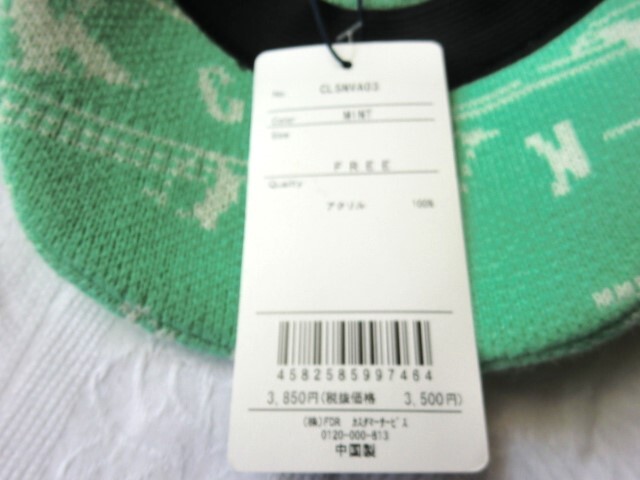 No. CLSNVA03
Color MINT
Size
FREE
Quality
アクリル 100%
4582585997464
3,850円(税抜価格 3,500円)
(株)FDR ｶｽﾀﾏｰｻｰﾋﾞｽ
0120-000-813
中国製